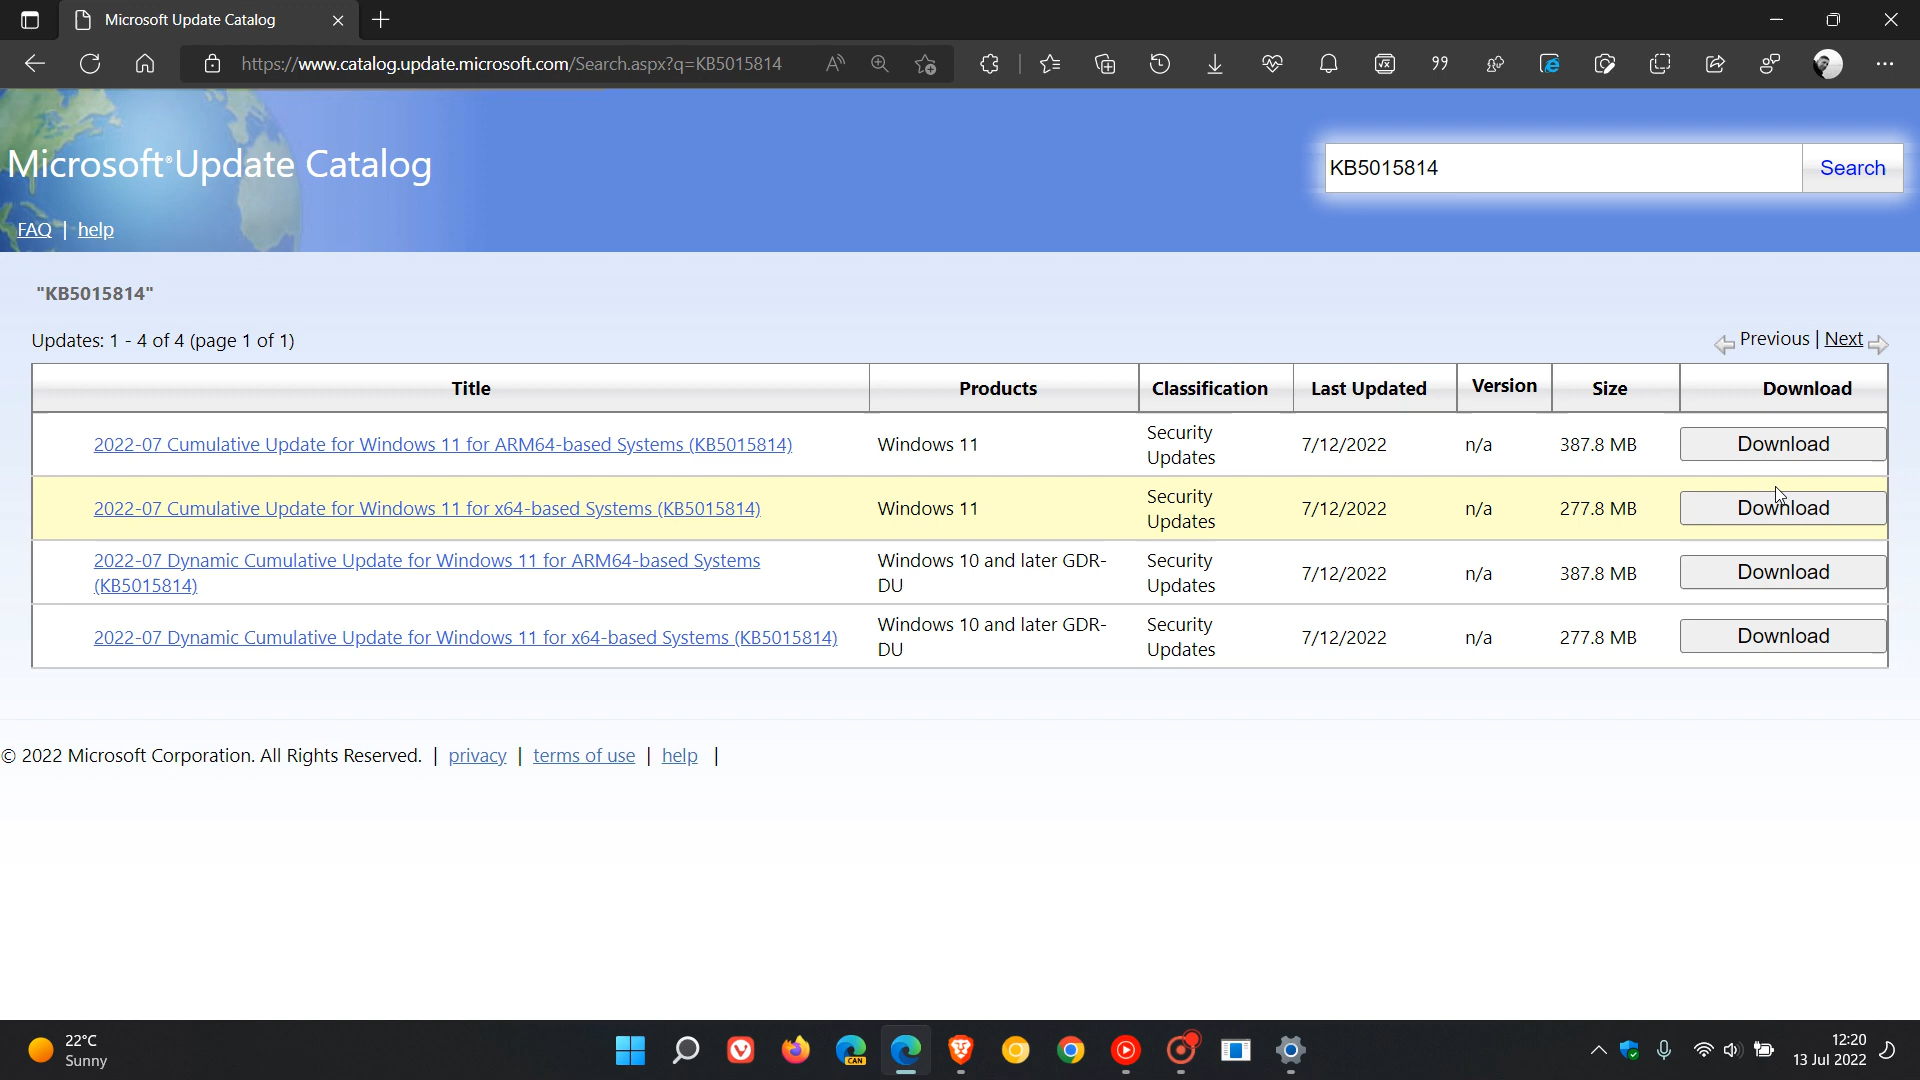 Microsoft Update Catalog
https://www.catalog.update.microsoft.com/Search.aspx?q=KB5015814
Microsoft® Update Catalog
KB5015814 Search
FAQ | help
"KB5015814"
Updates: 1 - 4 of 4 (page 1 of 1)
Previous | Next
Title Products Classification Last Updated Version Size Download
2022-07 Cumulative Update for Windows 11 for ARM64-based Systems (KB5015814) Windows 11 Security Updates 7/12/2022 n/a 387.8 MB Download
2022-07 Cumulative Update for Windows 11 for x64-based Systems (KB5015814) Windows 11 Security Updates 7/12/2022 n/a 277.8 MB Download
2022-07 Dynamic Cumulative Update for Windows 11 for ARM64-based Systems (KB5015814) Windows 10 and later GDR-DU Security Updates 7/12/2022 n/a 387.8 MB Download
2022-07 Dynamic Cumulative Update for Windows 11 for x64-based Systems (KB5015814) Windows 10 and later GDR-DU Security Updates 7/12/2022 n/a 277.8 MB Download
© 2022 Microsoft Corporation. All Rights Reserved. | privacy | terms of use | help |
22°C
Sunny
CAN
12:20
13 Jul 2022